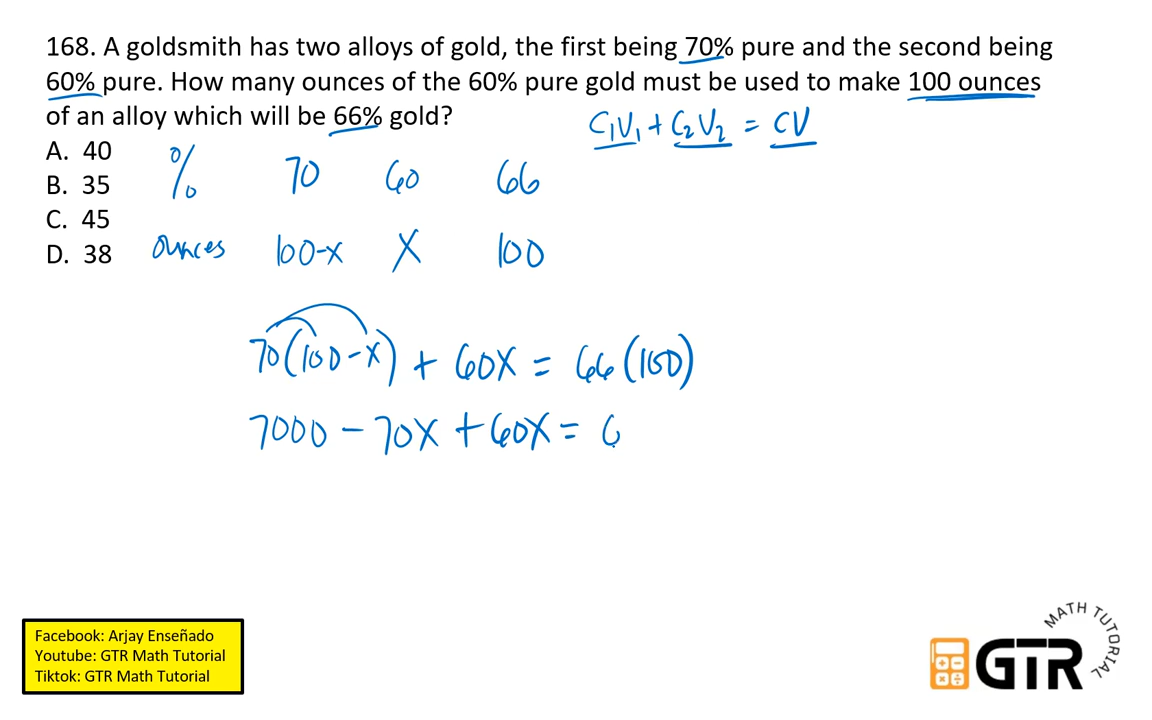 168. A goldsmith has two alloys of gold, the first being 70% pure and the second being
60% pure. How many ounces of the 60% pure gold must be used to make 100 ounces
of an alloy which will be 66% gold?
C₁V₁ + C₂V₂ = CV
A. 40
B. 35
C. 45
D. 38
% 70 60 66
ounces 100-x X 100
70(100-x) + 60X = 66(100)
7000 - 70X + 60X = 6
Facebook: Arjay Enseñado
Youtube: GTR Math Tutorial
Tiktok: GTR Math Tutorial
GTR
MATH TUTORIAL